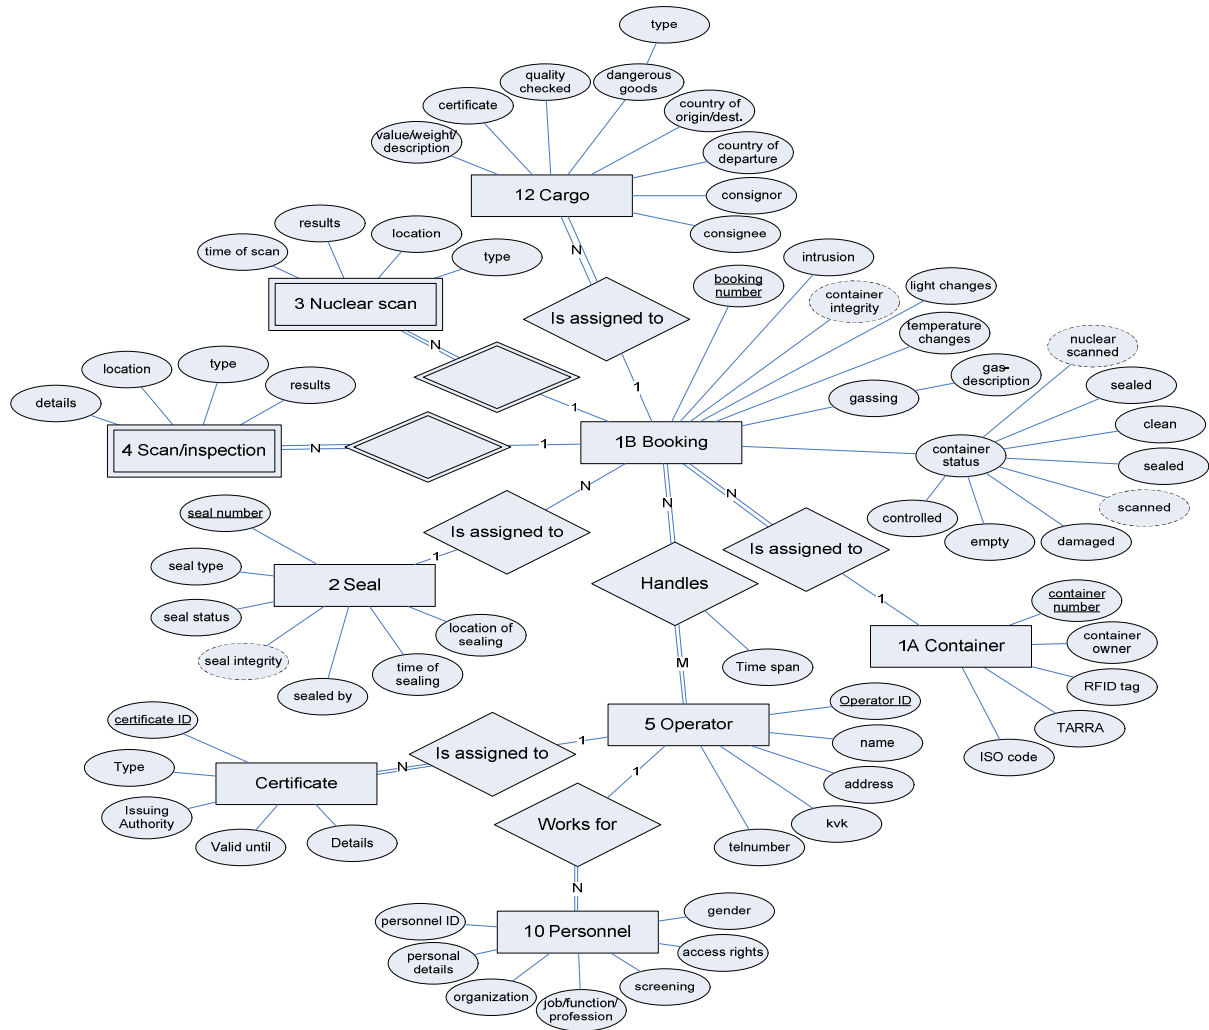 type
quality
checked
dangerous
goods
certificate
country of
origin/dest.
value/weight/
description
country of
departure
12 Cargo
consignor
consignee
N
results
location
time of scan
type
intrusion
booking
number
light changes
container
integrity
3 Nuclear scan
Is assigned to
temperature
changes
nuclear
scanned
N
type
location
results
gas-
description
sealed
1
gassing
details
1
clean
4 Scan/inspection
N
1
1B Booking
container
status
sealed
N
N
N
scanned
seal number
controlled
empty
damaged
Is assigned to
Is assigned to
seal type
1
2 Seal
Handles
seal status
1
container
number
location of
sealing
container
owner
1A Container
seal integrity
time of
sealing
M
Time span
RFID tag
sealed by
Operator ID
TARRA
certificate ID
5 Operator
1
name
ISO code
Is assigned to
Type
N
1
Certificate
address
Issuing
Authority
Works for
kvk
Valid until
Details
telnumber
N
gender
personnel ID
10 Personnel
access rights
personal
details
screening
organization
job/function/
profession